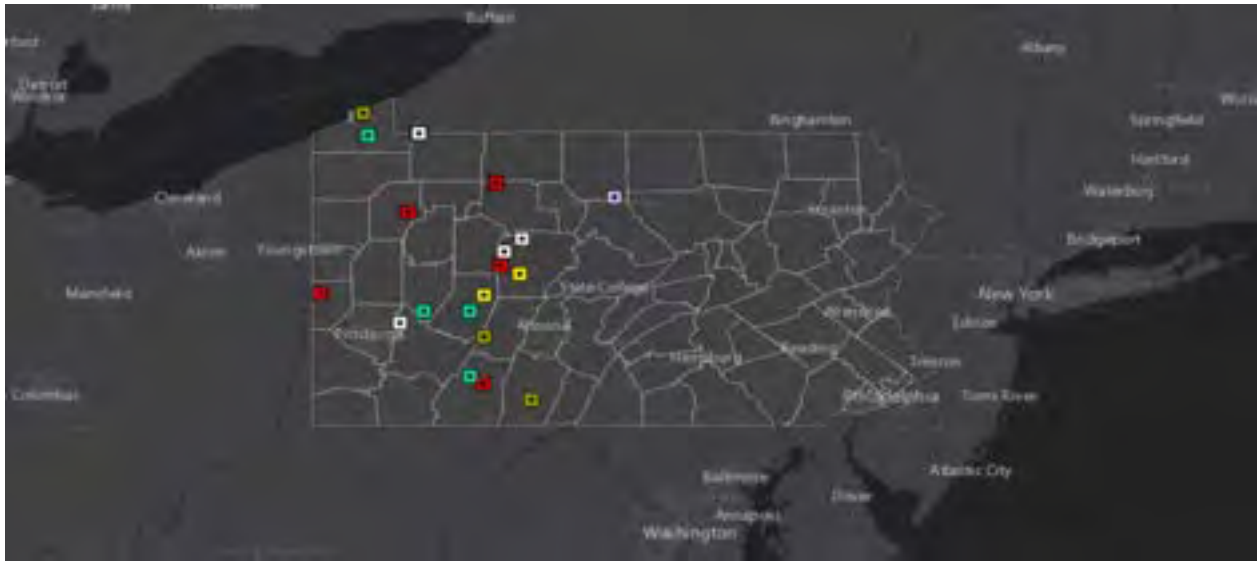 Buffalo
Albany
Detroit
Windsor
Binghamton
Springfield
Hartford
Cleveland
Waterbury
Scranton
Bridgeport
Akron
Youngstown
State College
Mansfield
New York
Altoona
Allentown
Edison
Pittsburgh
Harrisburg
Reading
Trenton
Columbus
Philadelphia
Toms River
Atlantic City
Baltimore
Dover
Annapolis
Washington